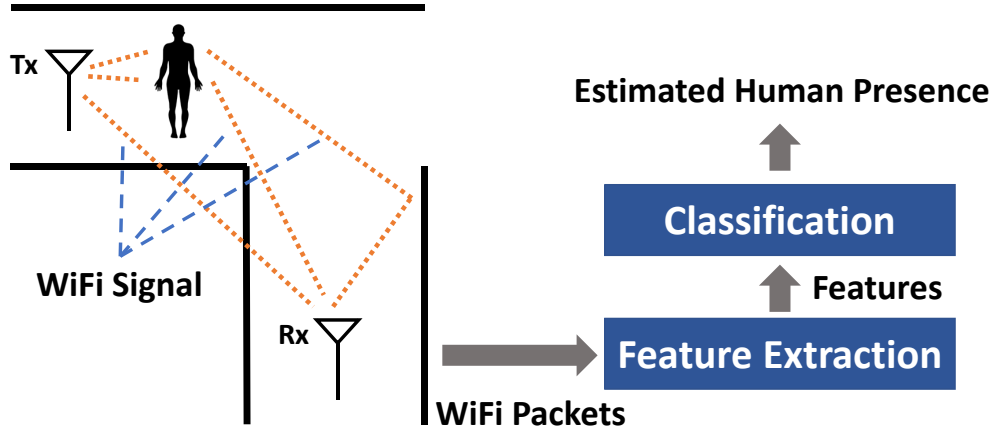 Tx
Estimated Human Presence
Classification
WiFi Signal
Features
Rx
Feature Extraction
WiFi Packets